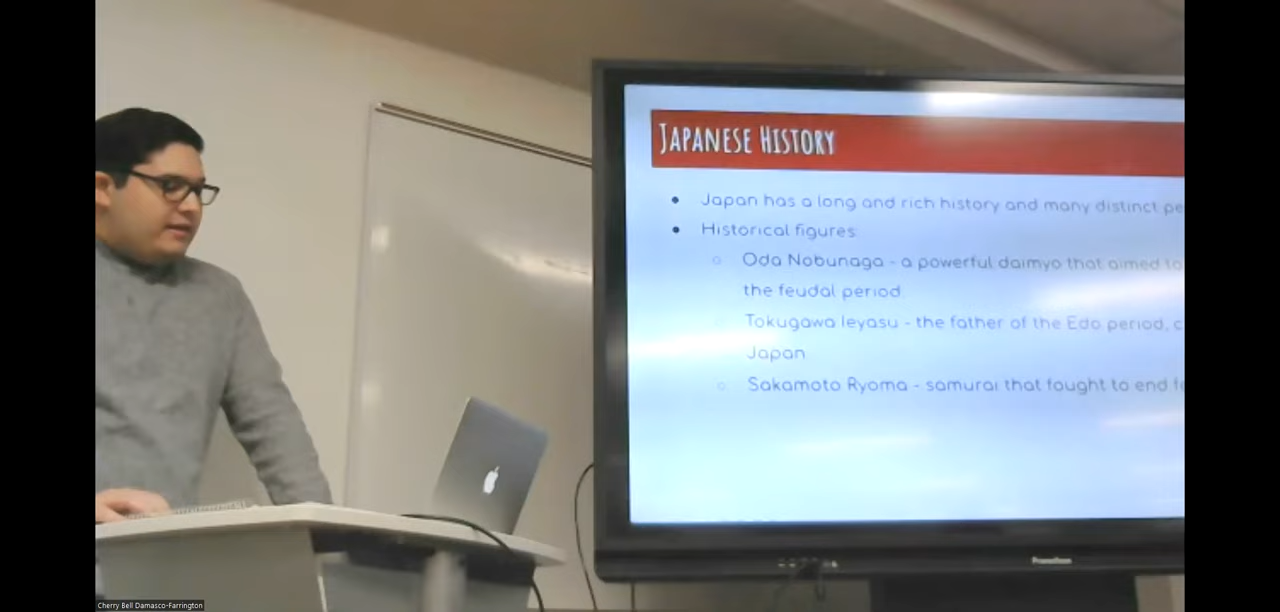 JAPANESE HISTORY
Japan has a long and rich history and many distinct pe
Historical figures:
Oda Nobunaga - a powerful daimyo that aimed to
the feudal period.
Tokugawa Ieyasu - the father of the Edo period, c
Japan
Sakamoto Ryoma - samurai that fought to end fe
Promethean
Cherry Bell Damasco-Farrington